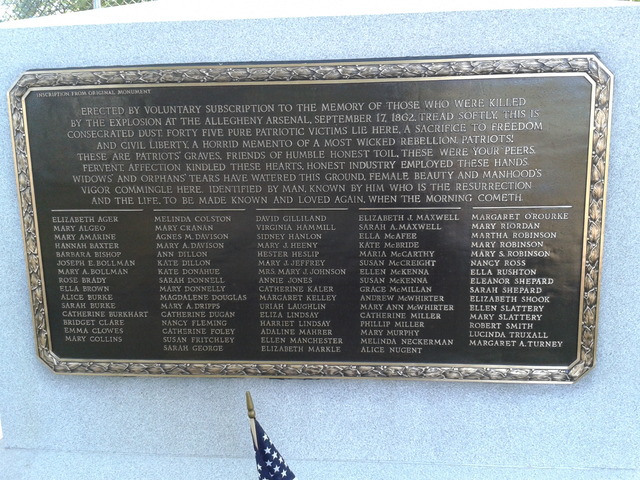 INSCRIPTION FROM ORIGINAL MONUMENT
ERECTED BY VOLUNTARY SUBSCRIPTION TO THE MEMORY OF THOSE WHO WERE KILLED
BY THE EXPLOSION AT THE ALLEGHENY ARSENAL, SEPTEMBER 17, 1862. TREAD SOFTLY, THIS IS
CONSECRATED DUST. FORTY FIVE PURE PATRIOTIC VICTIMS LIE HERE, A SACRIFICE TO FREEDOM
AND CIVIL LIBERTY, A HORRID MEMENTO OF A MOST WICKED REBELLION. PATRIOTS!
THESE ARE PATRIOTS' GRAVES, FRIENDS OF HUMBLE HONEST TOIL, THESE WERE YOUR PEERS.
FERVENT AFFECTION KINDLED THESE HEARTS, HONEST INDUSTRY EMPLOYED THESE HANDS.
WIDOWS' AND ORPHANS' TEARS HAVE WATERED THIS GROUND. FEMALE BEAUTY AND MANHOOD'S
VIGOR COMMINGLE HERE. IDENTIFIED BY MAN, KNOWN BY HIM WHO IS THE RESURRECTION
AND THE LIFE, TO BE MADE KNOWN AND LOVED AGAIN, WHEN THE MORNING COMETH.
ELIZABETH AGER
MARY ALGEO
MARY AMARINE
HANNAH BAXTER
BARBARA BISHOP
JOSEPH E. BOLLMAN
MARY A. BOLLMAN
ROSE BRADY
ELLA BROWN
ALICE BURKE
SARAH BURKE
CATHERINE BURKHART
BRIDGET CLARE
EMMA CLOWES
MARY COLLINS
MELINDA COLSTON
MARY CRANAN
AGNES M. DAVISON
MARY A. DAVISON
ANN DILLON
KATE DILLON
KATE DONAHUE
SARAH DONNELL
MARY DONNELLY
MAGDALENE DOUGLAS
MARY A. DRIPPS
CATHERINE DUGAN
NANCY FLEMING
CATHERINE FOLEY
SUSAN FRITCHLEY
SARAH GEORGE
DAVID GILLILAND
VIRGINIA HAMMILL
SIDNEY HANLON
MARY J. HEENY
HESTER HESLIP
MARY J. JEFFREY
MRS. MARY J. JOHNSON
ANNIE JONES
CATHERINE KALER
MARGARET KELLEY
URIAH LAUGHLIN
ELIZA LINDSAY
HARRIET LINDSAY
ADALINE MAHRER
ELLEN MANCHESTER
ELIZABETH MARKLE
ELIZABETH J. MAXWELL
SARAH A. MAXWELL
ELLA McAFEE
KATE McBRIDE
MARIA McCARTHY
SUSAN McCREIGHT
ELLEN McKENNA
SUSAN McKENNA
GRACE McMILLAN
ANDREW McWHIRTER
MARY ANN McWHIRTER
CATHERINE MILLER
PHILLIP MILLER
MARY MURPHY
MELINDA NECKERMAN
ALICE NUGENT
MARGARET O'ROURKE
MARY RIORDAN
MARTHA ROBINSON
MARY ROBINSON
MARY S. ROBINSON
NANCY ROSS
ELLA RUSHTON
ELEANOR SHEPARD
SARAH SHEPARD
ELIZABETH SHOOK
ELLEN SLATTERY
MARY SLATTERY
ROBERT SMITH
LUCINDA TRUXALL
MARGARET A. TURNEY